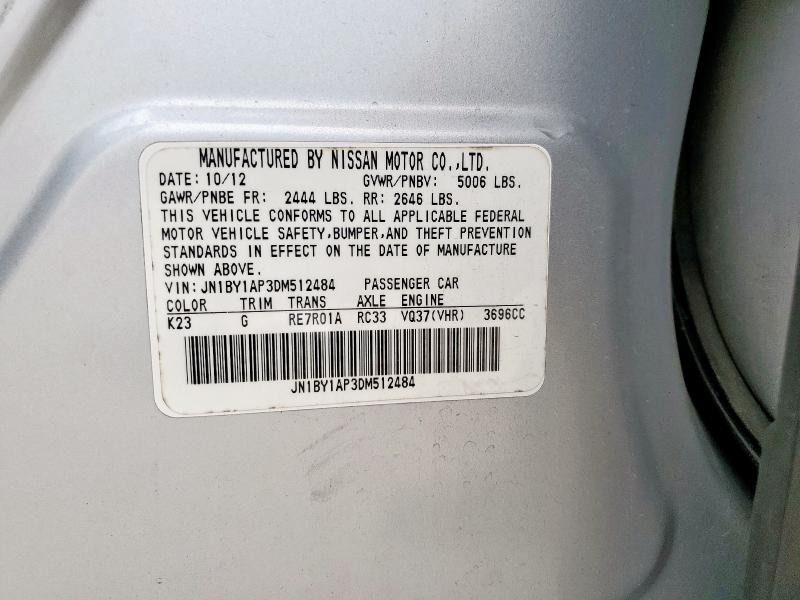 MANUFACTURED BY NISSAN MOTOR CO.,LTD.
DATE: 10/12 GVWR/PNBV: 5006 LBS.
GAWR/PNBE FR: 2444 LBS. RR: 2646 LBS.
THIS VEHICLE CONFORMS TO ALL APPLICABLE FEDERAL
MOTOR VEHICLE SAFETY,BUMPER,AND THEFT PREVENTION
STANDARDS IN EFFECT ON THE DATE OF MANUFACTURE
SHOWN ABOVE.
VIN:JN1BY1AP3DM512484 PASSENGER CAR
COLOR TRIM TRANS AXLE ENGINE
K23 G RE7R01A RC33 VQ37(VHR) 3696CC
JN1BY1AP3DM512484